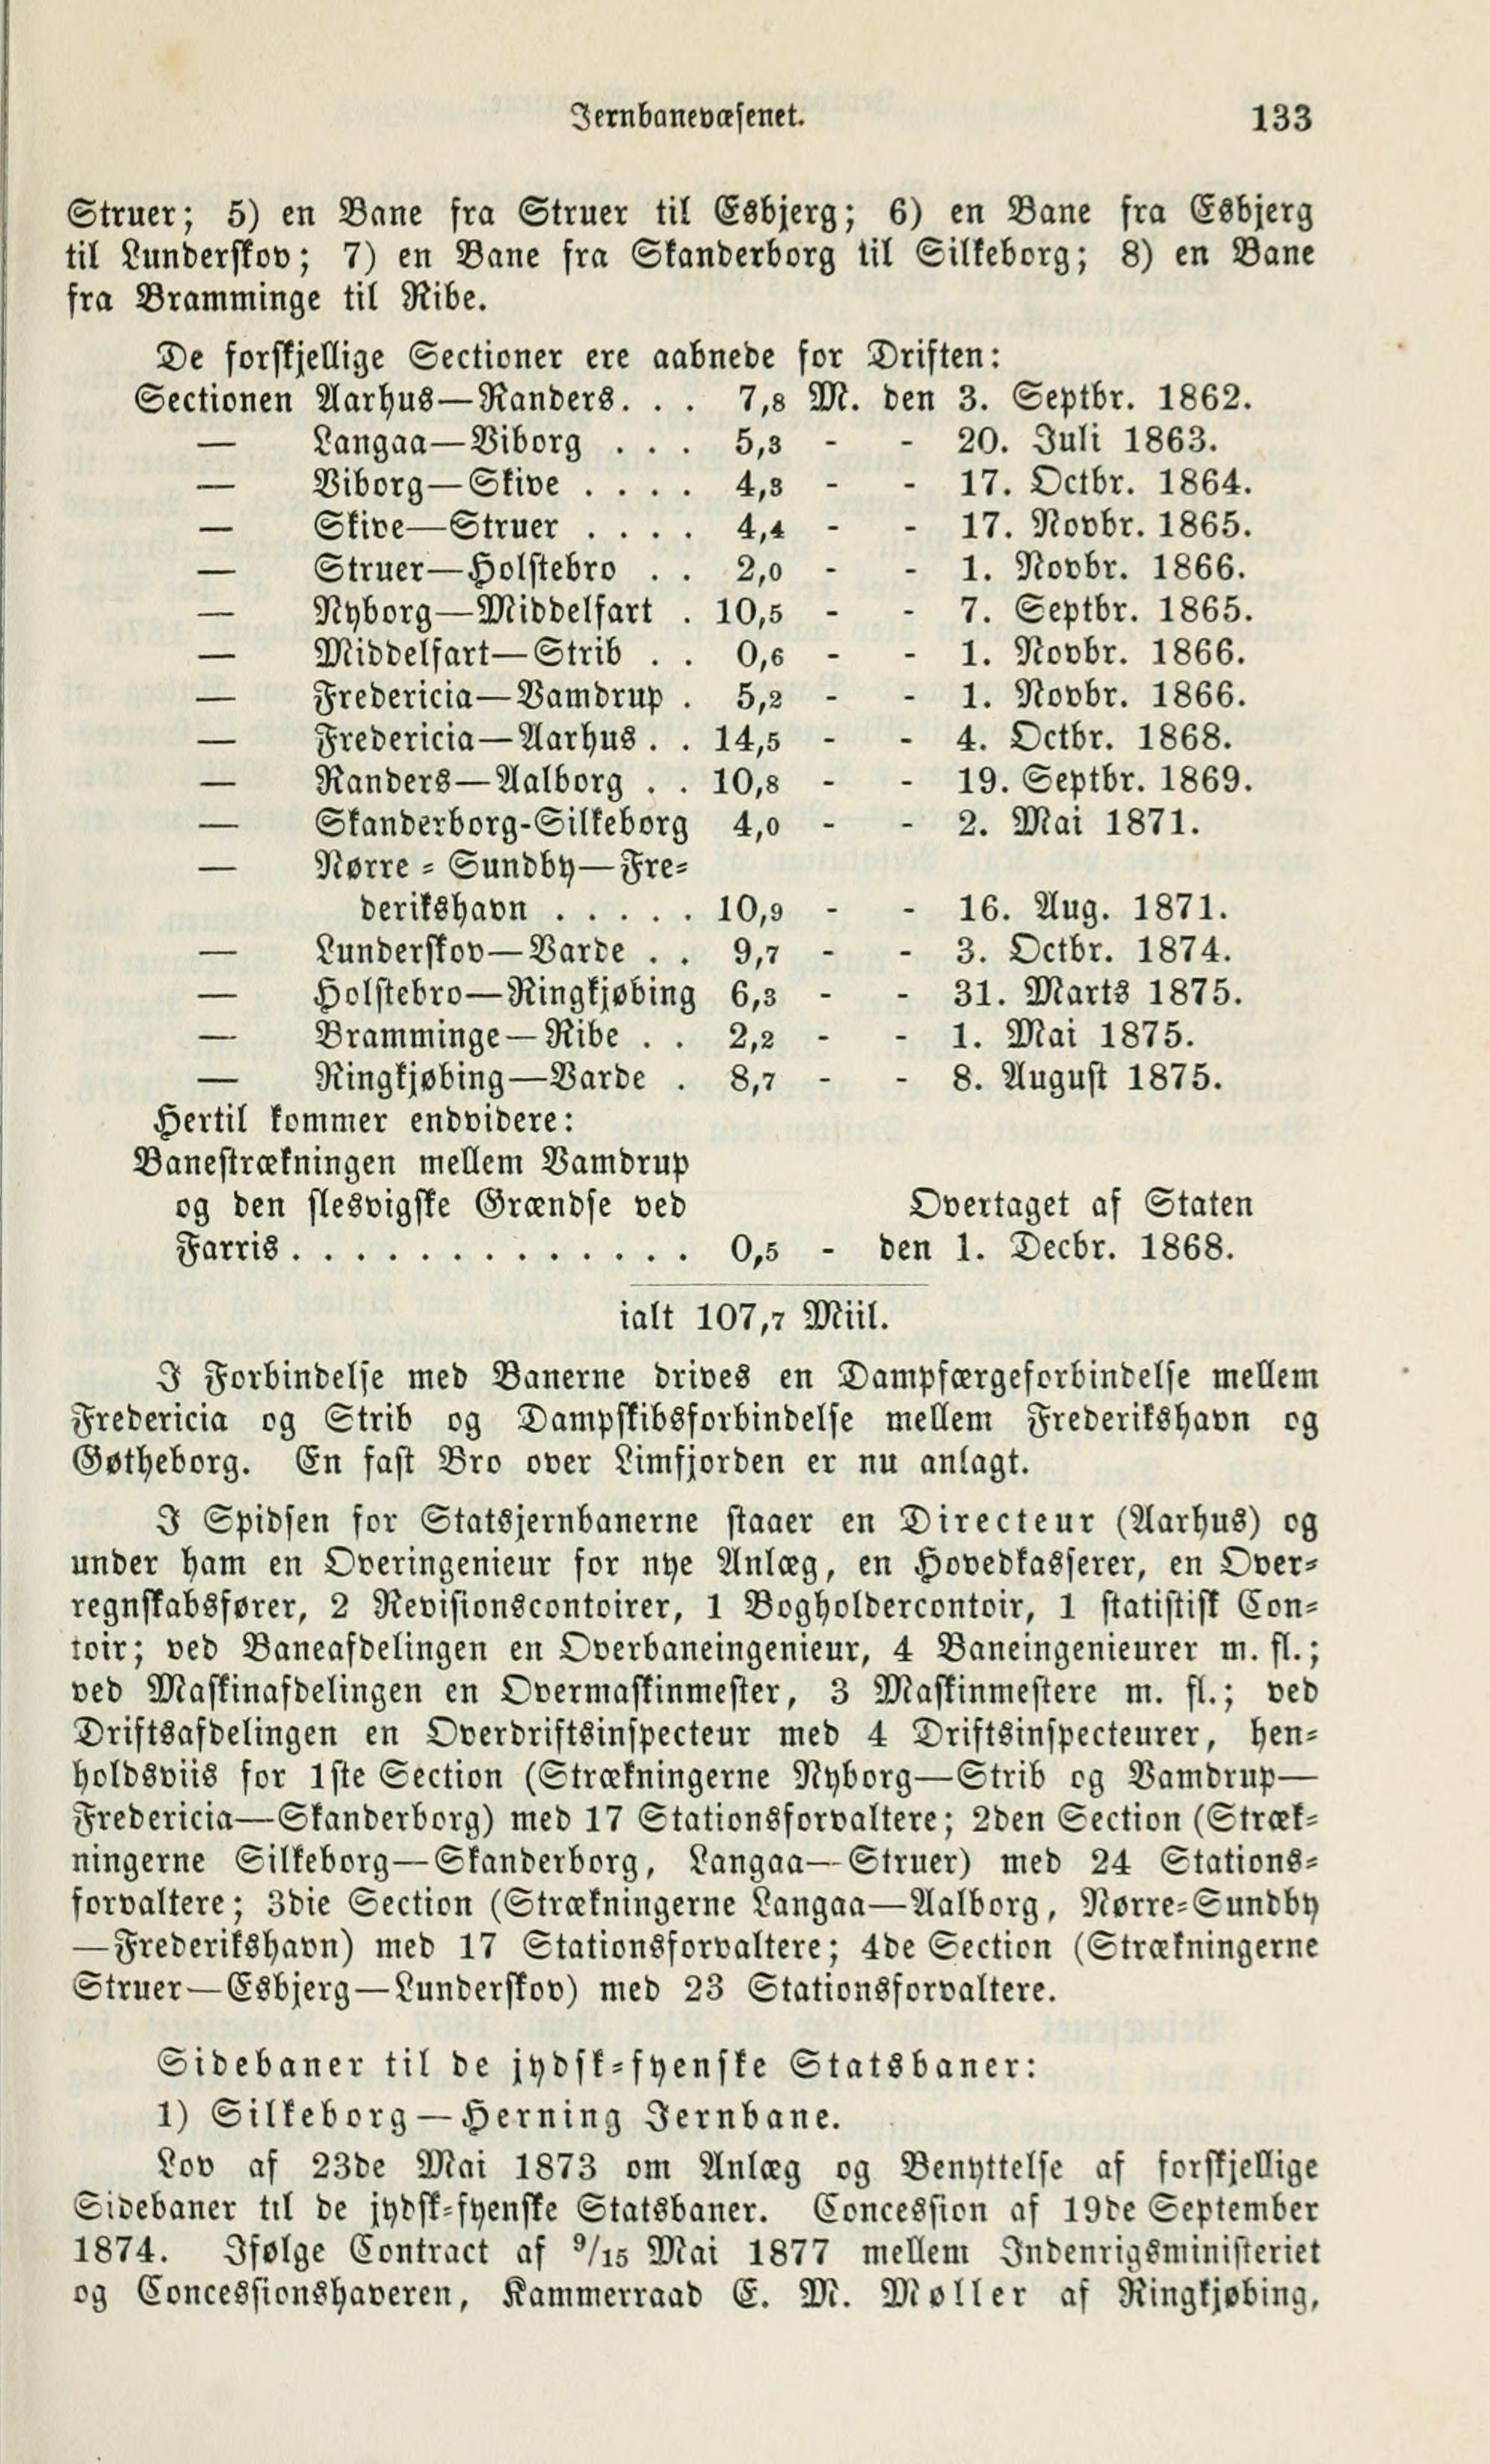 Jernbanevæsenet. 133
Struer; 5) en Bane fra Struer til Esbjerg; 6) en Bane fra Esbjerg
til Lunderskov; 7) en Bane fra Skanderborg til Silkeborg; 8) en Bane
fra Bramminge til Ribe.
De forskjellige Sectioner ere aabnede for Driften:
Sectionen Aarhus—Randers. . . 7,8 M. den 3. Septbr. 1862.
— Langaa—Viborg . . . 5,3 - - 20. Juli 1863.
— Viborg—Skive . . . . 4,3 - - 17. Octbr. 1864.
— Skive—Struer . . . . 4,4 - - 17. Novbr. 1865.
— Struer—Holstebro . . 2,0 - - 1. Novbr. 1866.
— Nyborg—Middelfart . 10,5 - - 7. Septbr. 1865.
— Middelfart—Strib . . 0,6 - - 1. Novbr. 1866.
— Fredericia—Vamdrup . 5,2 - - 1. Novbr. 1866.
— Fredericia—Aarhus . . 14,5 - - 4. Octbr. 1868.
— Randers—Aalborg . . 10,8 - - 19. Septbr. 1869.
— Skanderborg-Silkeborg 4,0 - - 2. Mai 1871.
— Nørre-Sundby—Fre-
derikshavn . . . . . 10,9 - - 16. Aug. 1871.
— Lunderskov—Varde . . 9,7 - - 3. Octbr. 1874.
— Holstebro—Ringkjøbing 6,3 - - 31. Marts 1875.
— Bramminge—Ribe . . 2,2 - - 1. Mai 1875.
— Ringkjøbing—Varde . 8,7 - - 8. August 1875.
Hertil kommer endvidere:
Banestrækningen mellem Vamdrup
og den slesvigske Grændse ved Overtaget af Staten
Farris . . . . . . . . . . . . . 0,5 - den 1. Decbr. 1868.
ialt 107,7 Miil.
I Forbindelse med Banerne drives en Dampfærgeforbindelse mellem
Fredericia og Strib og Dampskibsforbindelse mellem Frederikshavn og
Gøtheborg. En fast Bro over Limfjorden er nu anlagt.
I Spidsen for Statsjernbanerne staaer en Directeur (Aarhus) og
under ham en Overingenieur for nye Anlæg, en Hovedkasserer, en Over-
regnskabsfører, 2 Revisionscontoirer, 1 Bogholdercontoir, 1 statistisk Con-
toir; ved Baneafdelingen en Overbaneingenieur, 4 Baneingenieurer m. fl.;
ved Maskinafdelingen en Overmaskinmester, 3 Maskinmestere m. fl.; ved
Driftsafdelingen en Overdriftsinspecteur med 4 Driftsinspecteurer, hen-
holdsviis for 1ste Section (Strækningerne Nyborg—Strib og Vamdrup—
Fredericia—Skanderborg) med 17 Stationsforvaltere; 2den Section (Stræk-
ningerne Silkeborg—Skanderborg, Langaa—Struer) med 24 Stations-
forvaltere; 3die Section (Strækningerne Langaa—Aalborg, Nørre-Sundby
—Frederikshavn) med 17 Stationsforvaltere; 4de Section (Strækningerne
Struer—Esbjerg—Lunderskov) med 23 Stationsforvaltere.
Sidebaner til de jydsk-fyenske Statsbaner:
1) Silkeborg—Herning Jernbane.
Lov af 23de Mai 1873 om Anlæg og Benyttelse af forskjellige
Sidebaner til de jydsk-fyenske Statsbaner. Concession af 19de September
1874. Ifølge Contract af 9/15 Mai 1877 mellem Indenrigsministeriet
og Concessionshaveren, Kammerraad C. M. Møller af Ringkjøbing,